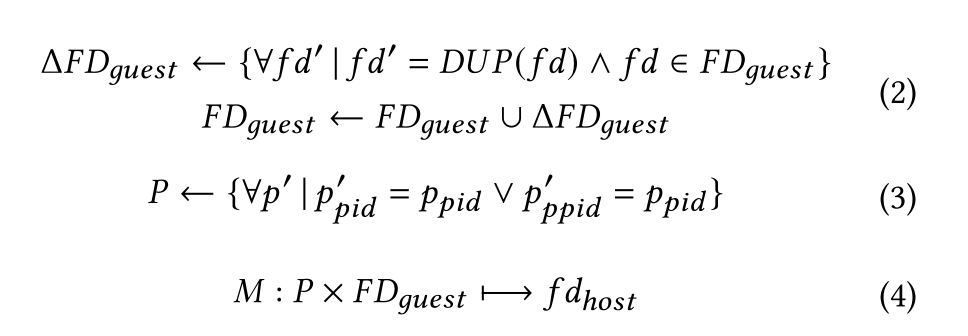 ΔFD_guest ← {∀fd′ | fd′ = DUP(fd) ∧ fd ∈ FD_guest}
(2)
FD_guest ← FD_guest ∪ ΔFD_guest
P ← {∀p′ | p′_pid = p_pid ∨ p′_ppid = p_pid} (3)
M : P × FD_guest ⟼ fd_host (4)